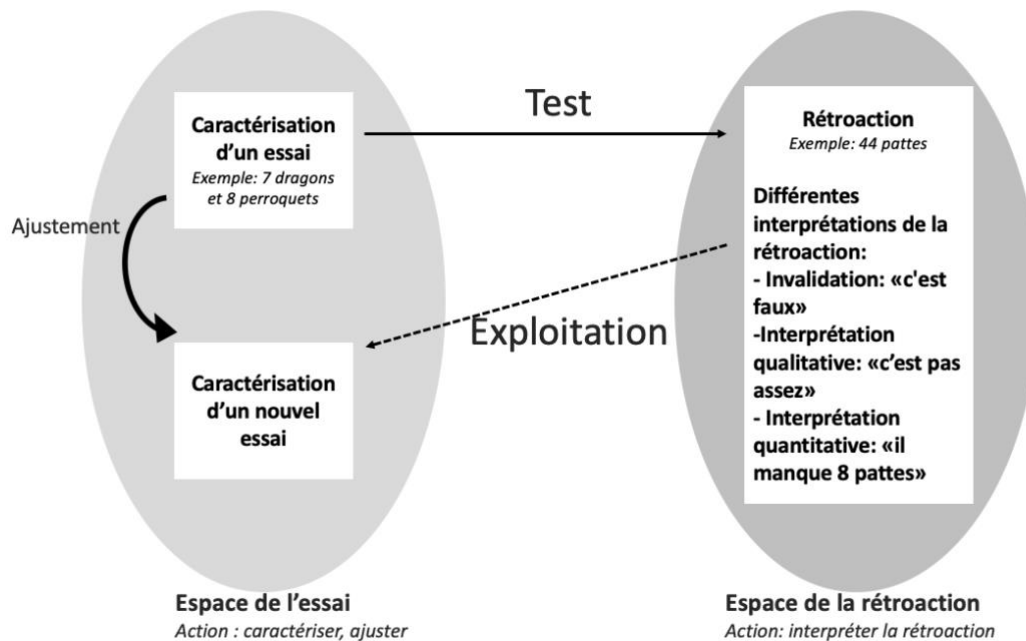 Test
Caractérisation
d’un essai
Exemple: 7 dragons
et 8 perroquets
Ajustement
Rétroaction
Exemple: 44 pattes
Différentes
interprétations de la
rétroaction:
- Invalidation: «c'est
faux»
-Interprétation
qualitative: «c’est pas
assez»
- Interprétation
quantitative: «il
manque 8 pattes»
Exploitation
Caractérisation
d’un nouvel
essai
Espace de l’essai
Action : caractériser, ajuster
Espace de la rétroaction
Action: interpréter la rétroaction